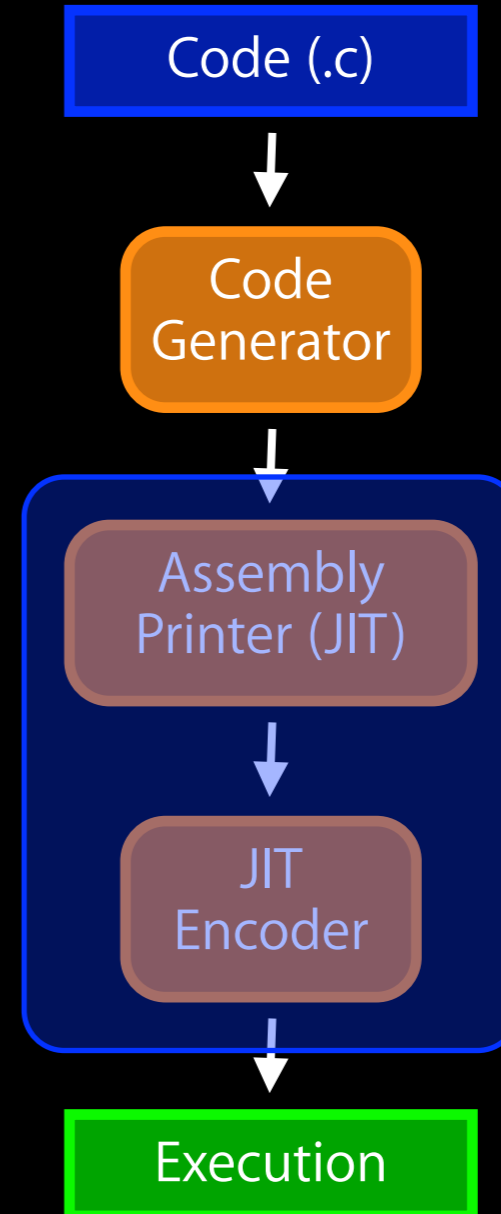 Code (.c)
Code
Generator
Assembly
Printer (JIT)
JIT
Encoder
Execution